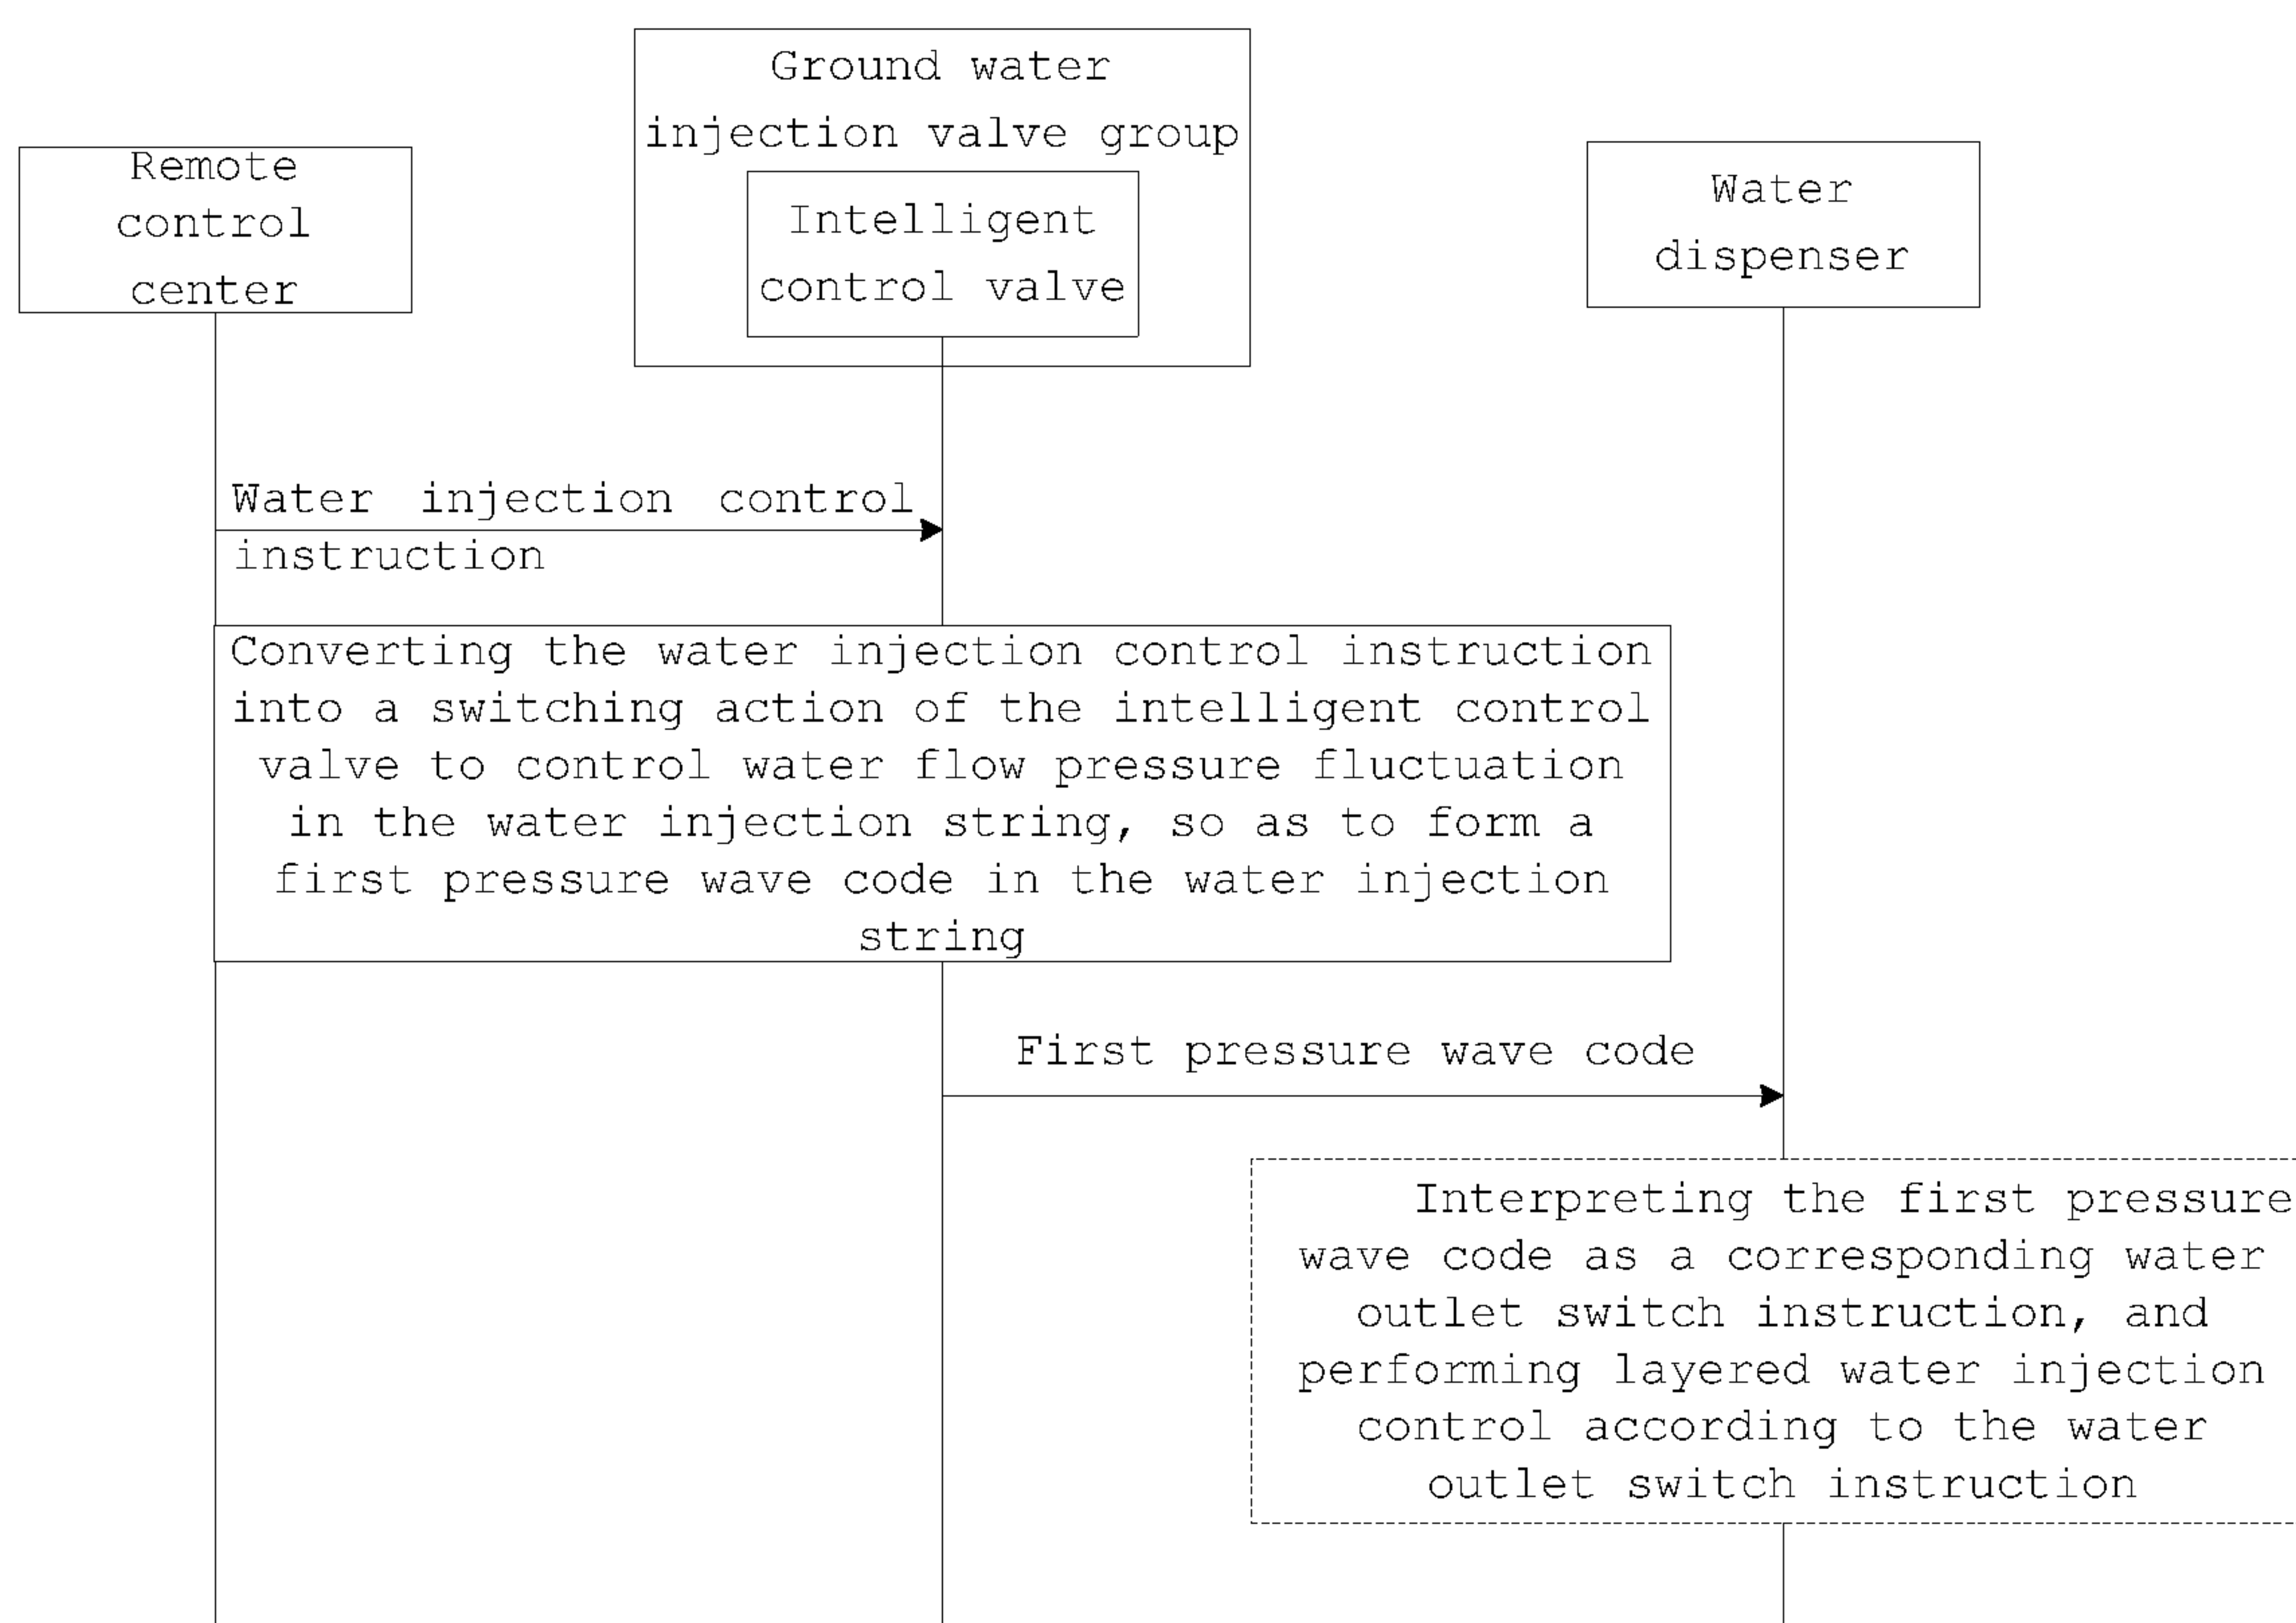 Remote
control
center
Ground water
injection valve group
Intelligent
control valve
Water
dispenser
Water injection control
instruction
Converting the water injection control instruction
into a switching action of the intelligent control
valve to control water flow pressure fluctuation
in the water injection string, so as to form a
first pressure wave code in the water injection
string
First pressure wave code
Interpreting the first pressure
wave code as a corresponding water
outlet switch instruction, and
performing layered water injection
control according to the water
outlet switch instruction